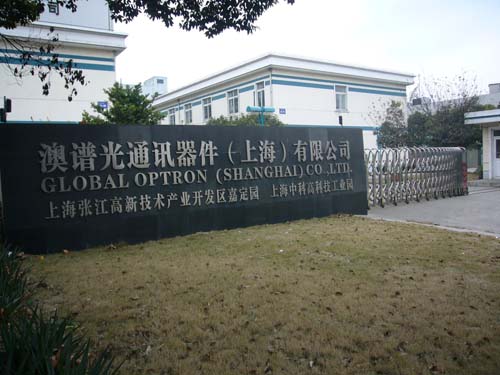 澳谱光通讯器件（上海）有限公司
GLOBAL OPTRON (SHANGHAI) CO.,LTD.
上海张江高新技术产业开发区嘉定园 上海中科高科技工业园